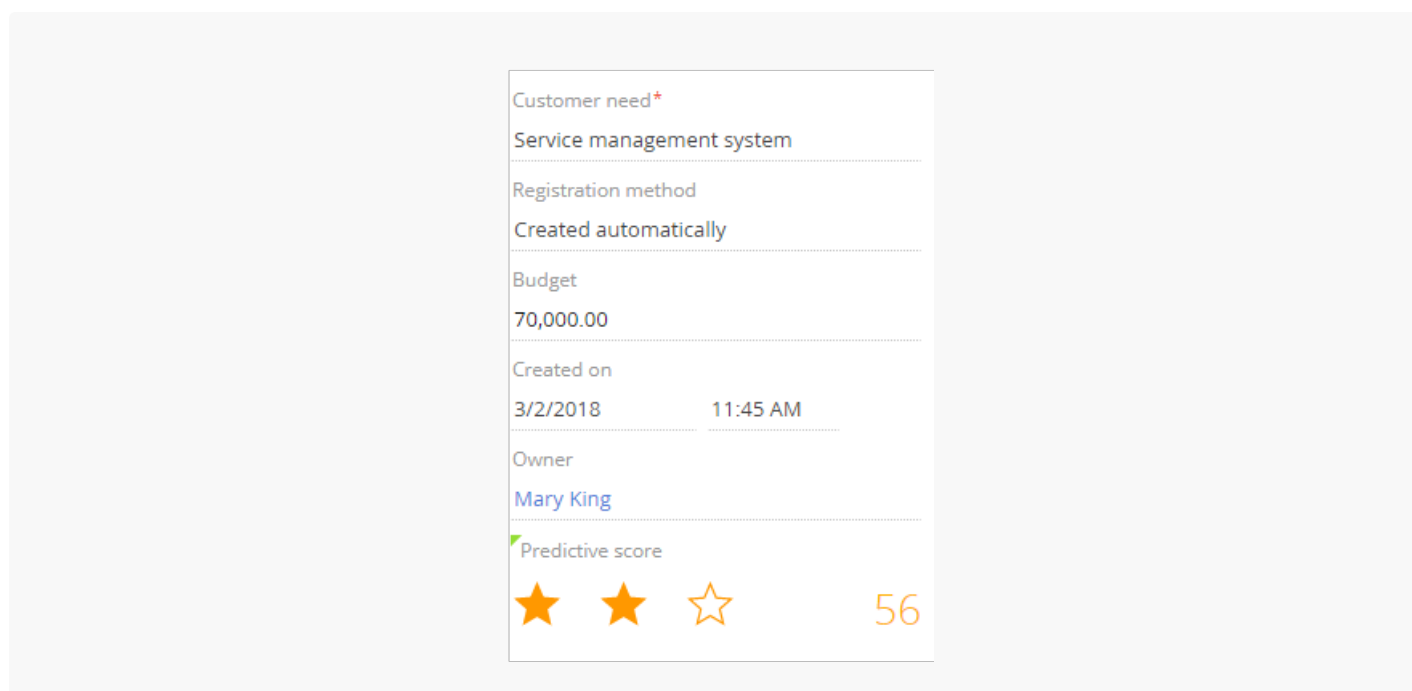 Customer need*
Service management system
Registration method
Created automatically
Budget
70,000.00
Created on
3/2/2018 11:45 AM
Owner
Mary King
Predictive score
56